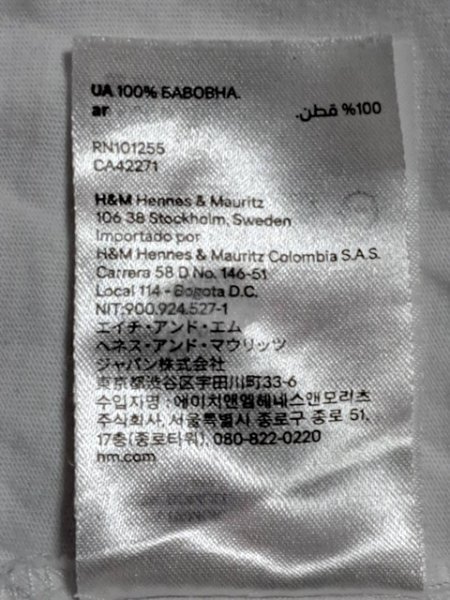 UA 100% БАВОВНА.
ar
100% قطن.
RN101255
CA42271
H&M Hennes & Mauritz
106 38 Stockholm, Sweden
Importado por
H&M Hennes & Mauritz Colombia S.A.S.
Carrera 58 D No. 146-51
Local 114 - Bogota D.C.
NIT:900.924.527-1
エイチ・アンド・エム
ヘネス・アンド・マウリッツ
ジャパン株式会社
東京都渋谷区宇田川町33-6
수입자명 : 에이치앤엠헤네스앤모리츠
주식회사, 서울특별시 종로구 종로 51,
17층(종로타워), 080-822-0220
hm.com